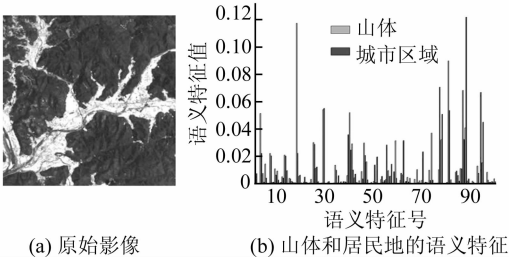 0.12
0.10
0.08
0.06
0.04
0.02
0
语义特征值
山体
城市区域
10 30 50 70 90
语义特征号
(a) 原始影像
(b) 山体和居民地的语义特征